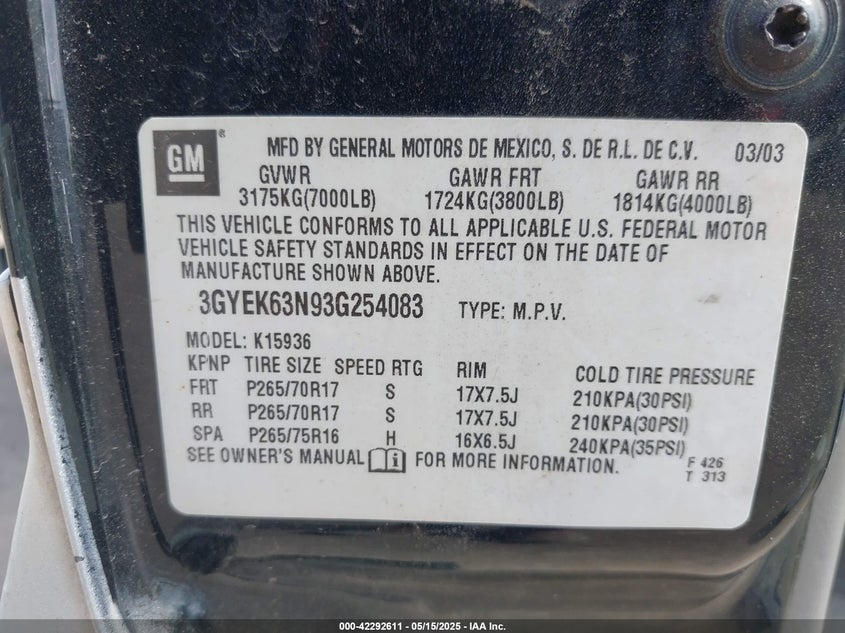 GM ® MFD BY GENERAL MOTORS DE MEXICO, S. DE R.L. DE C.V. 03/03
GVWR GAWR FRT GAWR RR
3175KG(7000LB) 1724KG(3800LB) 1814KG(4000LB)
THIS VEHICLE CONFORMS TO ALL APPLICABLE U.S. FEDERAL MOTOR
VEHICLE SAFETY STANDARDS IN EFFECT ON THE DATE OF
MANUFACTURE SHOWN ABOVE.
3GYEK63N93G254083 TYPE: M.P.V.
MODEL: K15936
KPNP TIRE SIZE SPEED RTG RIM COLD TIRE PRESSURE
FRT P265/70R17 S 17X7.5J 210KPA(30PSI)
RR P265/70R17 S 17X7.5J 210KPA(30PSI)
SPA P265/75R16 H 16X6.5J 240KPA(35PSI)
SEE OWNER'S MANUAL i FOR MORE INFORMATION. F 426
T 313
000-42292611 - 05/15/2025 - IAA Inc.